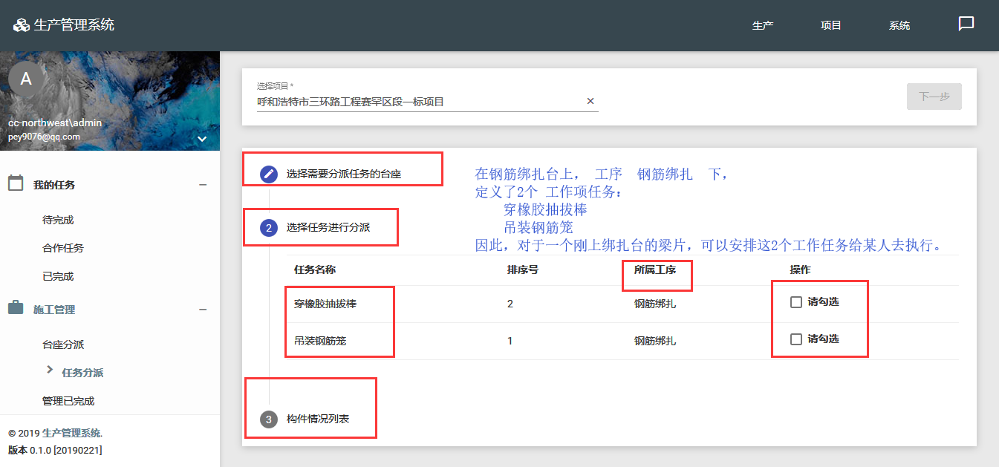 生产管理系统
生产 项目 系统
A
cc-northwest\admin
pey9076@qq.com
我的任务
待完成
合作任务
已完成
施工管理
台座分派
任务分派
管理已完成
© 2019 生产管理系统.
版本 0.1.0 [20190221]
选择项目 *
呼和浩特市三环路工程赛罕区段一标项目
下一步
选择需要分派任务的台座
在钢筋绑扎台上, 工序 钢筋绑扎 下,
定义了2个 工作项任务:
穿橡胶抽拔棒
吊装钢筋笼
因此, 对于一个刚上绑扎台的梁片, 可以安排这2个工作任务给某人去执行。
2 选择任务进行分派
任务名称 排序号 所属工序 操作
穿橡胶抽拔棒 2 钢筋绑扎 请勾选
吊装钢筋笼 1 钢筋绑扎 请勾选
3 构件情况列表